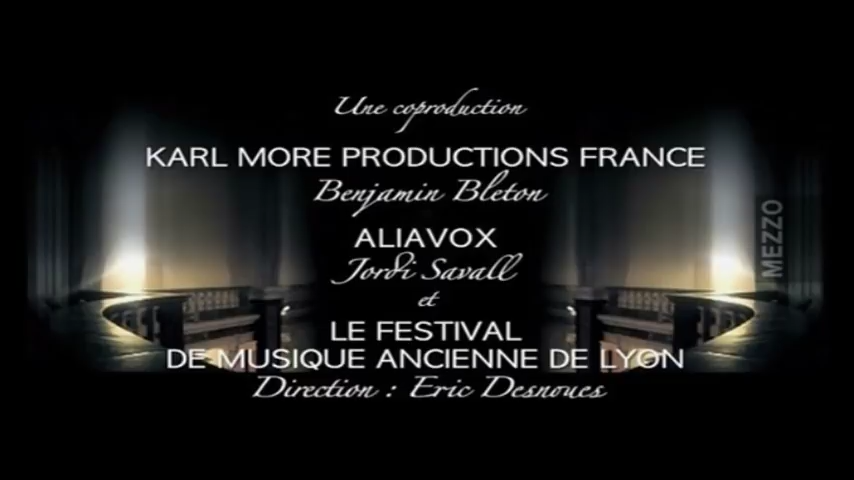 Une coproduction
KARL MORE PRODUCTIONS FRANCE
Benjamin Bleton
ALIAVOX
Jordi Savall
et
LE FESTIVAL
DE MUSIQUE ANCIENNE DE LYON
Direction : Eric Desnoues
MEZZO